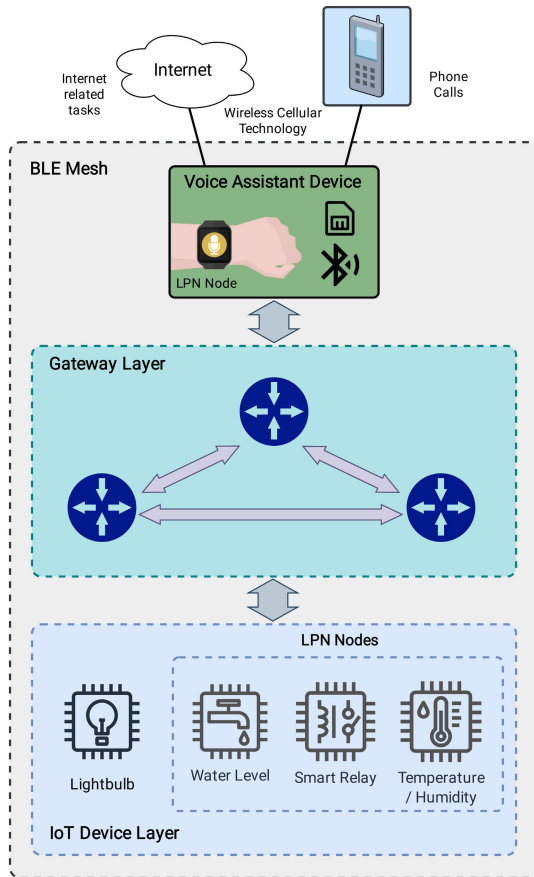 Internet
Internet
related
tasks
Phone
Calls
Wireless Cellular
Technology
BLE Mesh
Voice Assistant Device
LPN Node
Gateway Layer
LPN Nodes
Lightbulb
Water Level
Smart Relay
Temperature
/ Humidity
IoT Device Layer